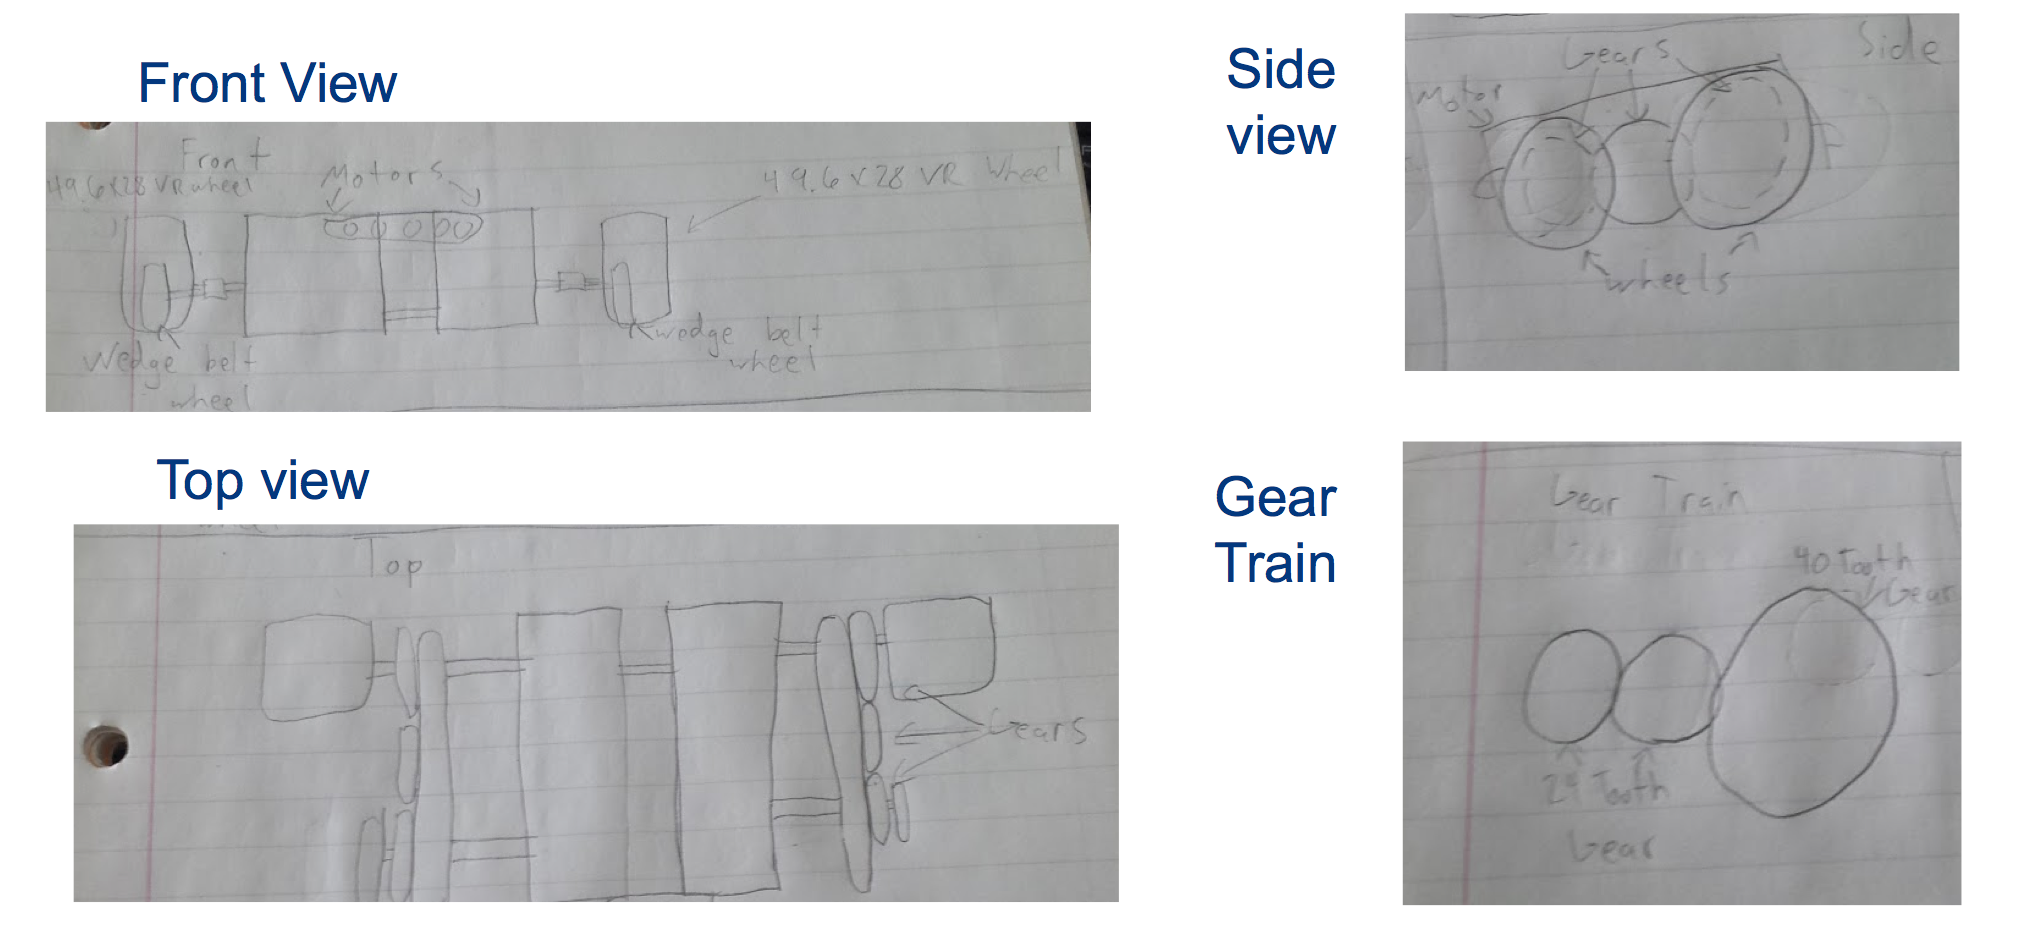 Front View
Front
49.6x28 VR wheel
Motors
49.6x28 VR Wheel
Wedge belt
wheel
wedge belt
wheel
Side
view
Side
Gears
Motor
wheels
Top view
Top
Gears
Gear
Train
Gear Train
40 Tooth
Gear
24 Tooth
Gear